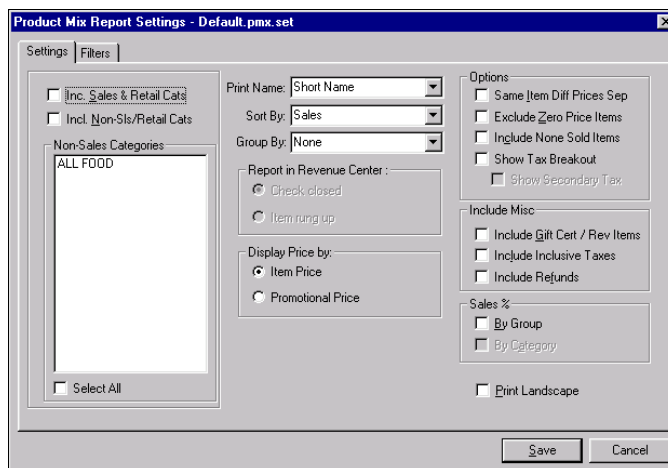 Product Mix Report Settings - Default.pmx.set
Settings
Filters
Inc. Sales & Retail Cats
Incl. Non-Sls/Retail Cats
Non-Sales Categories
ALL FOOD
Select All
Print Name: Short Name
Sort By: Sales
Group By: None
Report in Revenue Center :
Check closed
Item rung up
Display Price by:
Item Price
Promotional Price
Options
Same Item Diff Prices Sep
Exclude Zero Price Items
Include None Sold Items
Show Tax Breakout
Show Secondary Tax
Include Misc
Include Gift Cert / Rev Items
Include Inclusive Taxes
Include Refunds
Sales %
By Group
By Category
Print Landscape
Save
Cancel